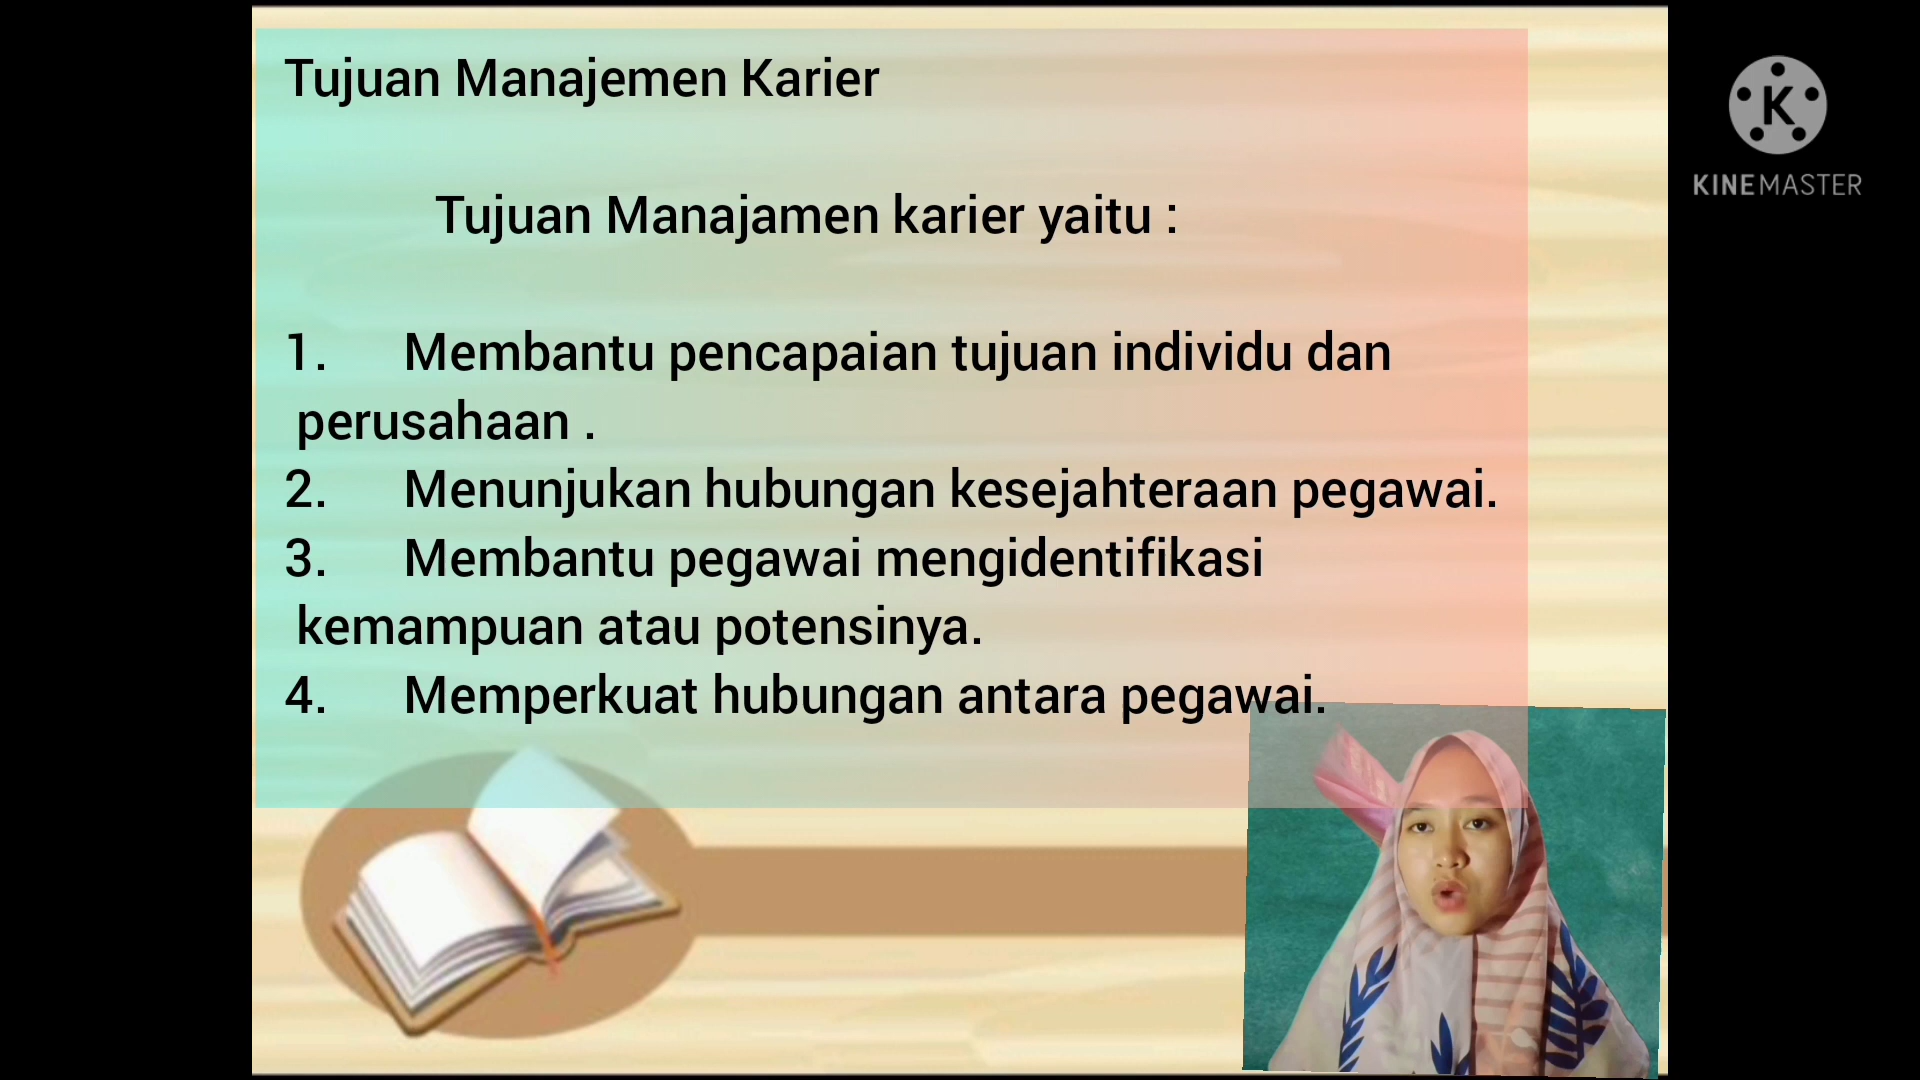 Tujuan Manajemen Karier
Tujuan Manajamen karier yaitu :
1. Membantu pencapaian tujuan individu dan
perusahaan .
2. Menunjukan hubungan kesejahteraan pegawai.
3. Membantu pegawai mengidentifikasi
kemampuan atau potensinya.
4. Memperkuat hubungan antara pegawai.
K
KINEMASTER